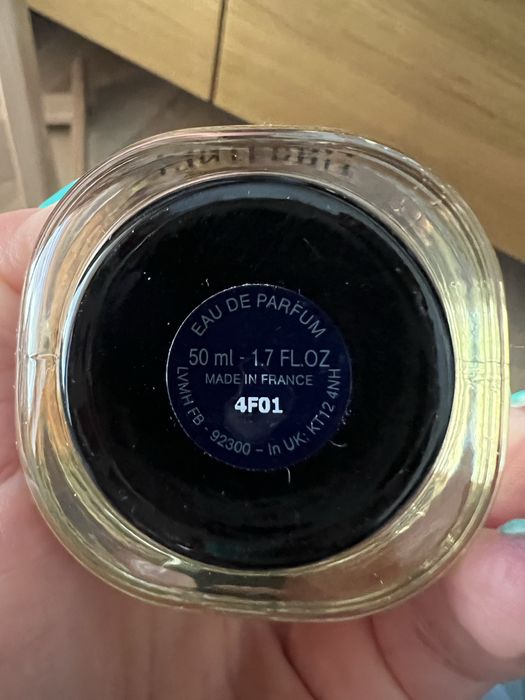 EAU DE PARFUM
50 ml - 1.7 FL.OZ
MADE IN FRANCE
4F01
LVMH FB - 92300 - In UK: KT12 4NH